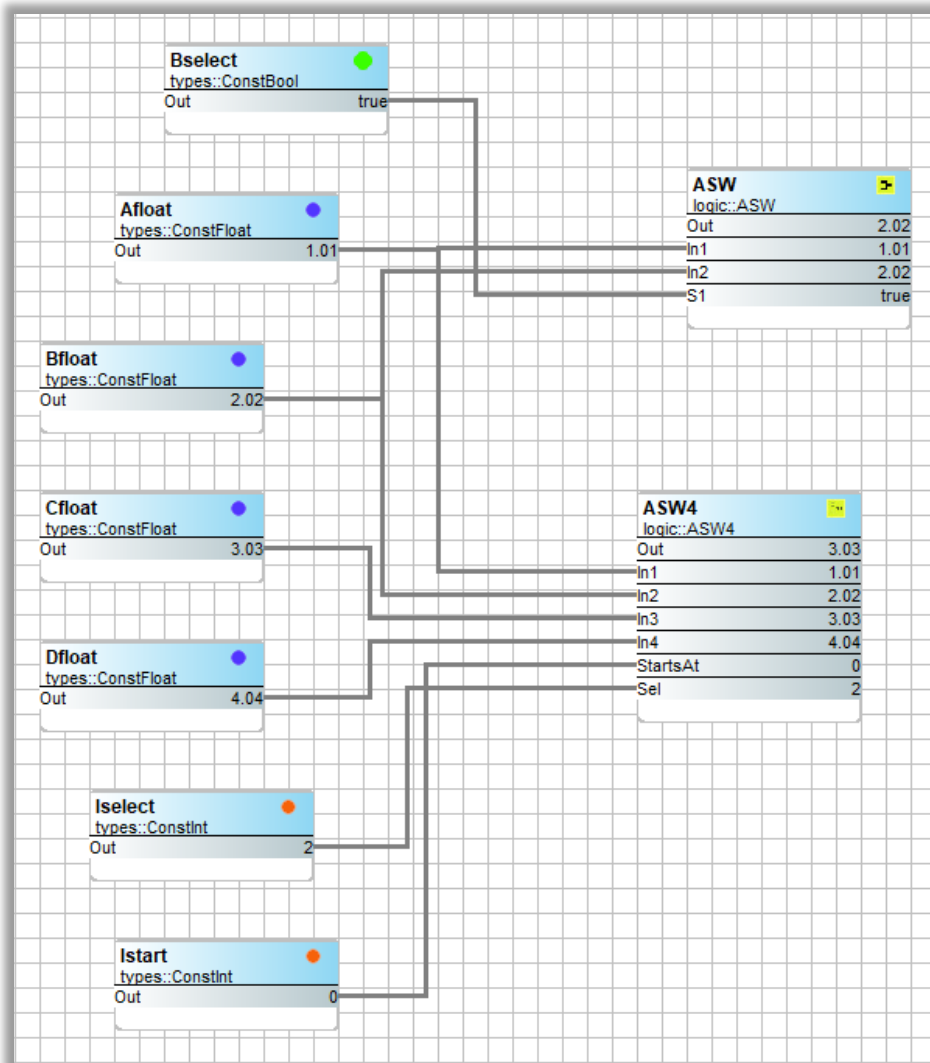 Bselect
types::ConstBool
Out true
Afloat
types::ConstFloat
Out 1.01
ASW
logic::ASW
Out 2.02
In1 1.01
In2 2.02
S1 true
Bfloat
types::ConstFloat
Out 2.02
Cfloat
types::ConstFloat
Out 3.03
ASW4
logic::ASW4
Out 3.03
In1 1.01
In2 2.02
In3 3.03
In4 4.04
StartsAt 0
Sel 2
Dfloat
types::ConstFloat
Out 4.04
Iselect
types::ConstInt
Out 2
Istart
types::ConstInt
Out 0